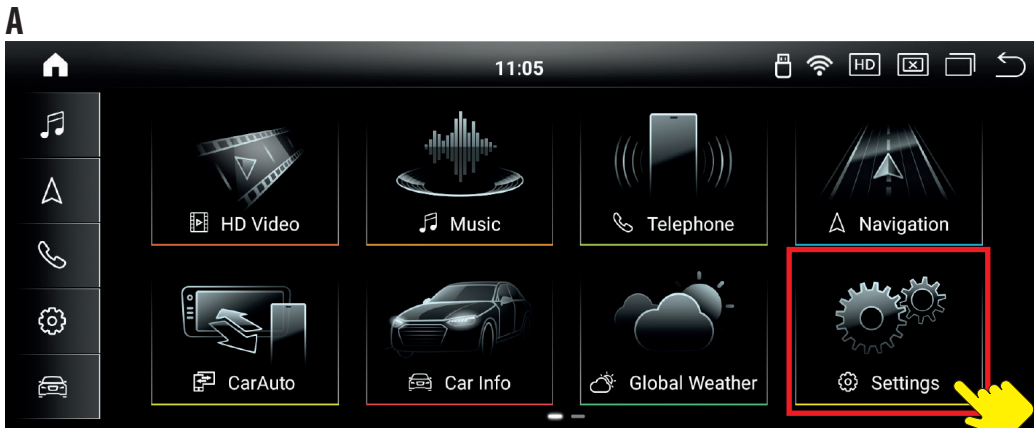 A
11:05
HD
HD Video
Music
Telephone
Navigation
CarAuto
Car Info
Global Weather
Settings